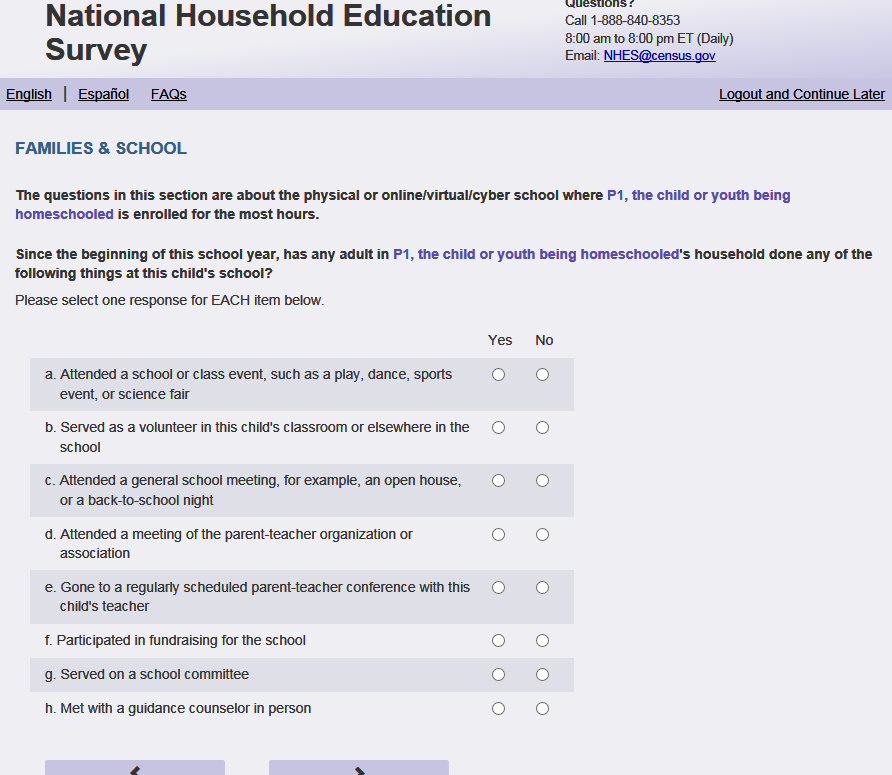 National Household Education
Survey
Questions?
Call 1-888-840-8353
8:00 am to 8:00 pm ET (Daily)
Email: NHES@census.gov
English | Español FAQs Logout and Continue Later
FAMILIES & SCHOOL
The questions in this section are about the physical or online/virtual/cyber school where P1, the child or youth being
homeschooled is enrolled for the most hours.
Since the beginning of this school year, has any adult in P1, the child or youth being homeschooled's household done any of the
following things at this child's school?
Please select one response for EACH item below.
Yes No
a. Attended a school or class event, such as a play, dance, sports
event, or science fair
b. Served as a volunteer in this child's classroom or elsewhere in the
school
c. Attended a general school meeting, for example, an open house,
or a back-to-school night
d. Attended a meeting of the parent-teacher organization or
association
e. Gone to a regularly scheduled parent-teacher conference with this
child's teacher
f. Participated in fundraising for the school
g. Served on a school committee
h. Met with a guidance counselor in person